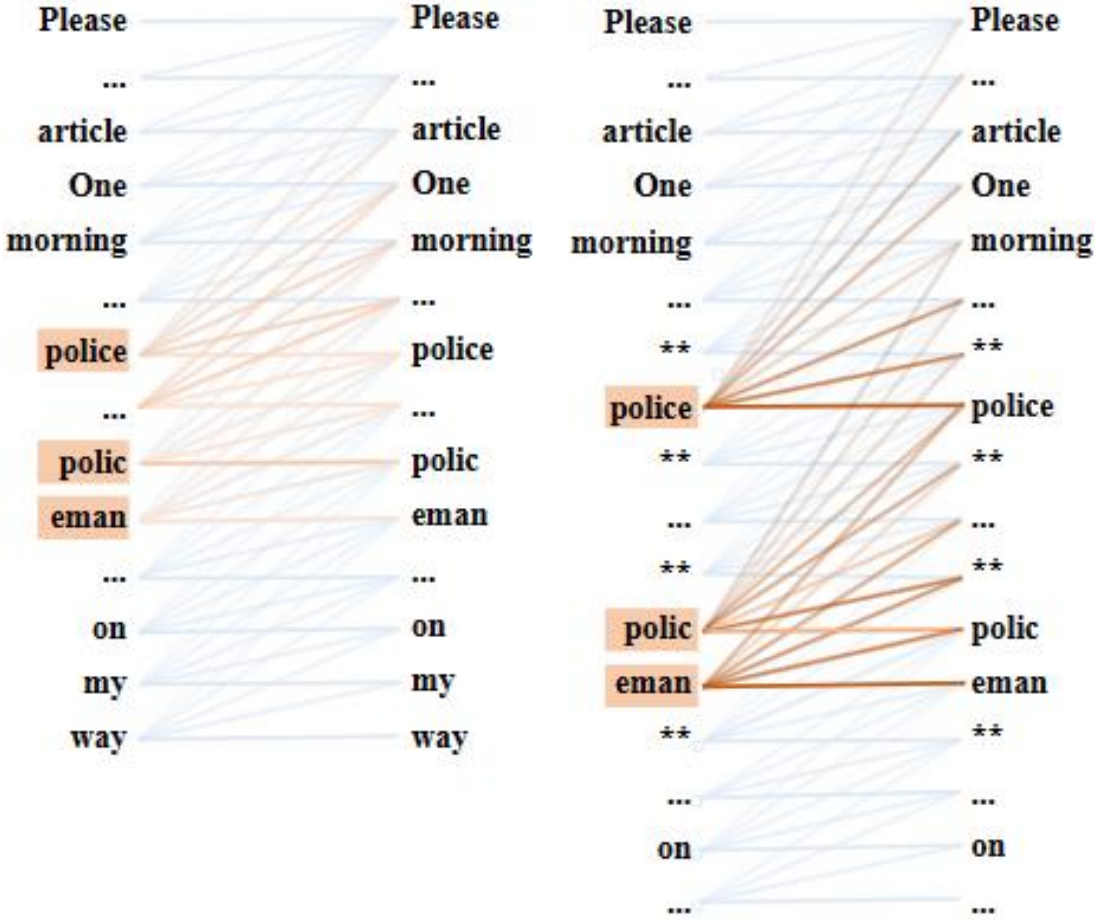 Please Please
... ...
article article
One One
morning morning
... ...
police police
... ...
polic polic
eman eman
... ...
on on
my my
way way
Please Please
... ...
article article
One One
morning morning
... ...
** **
police police
** **
... ...
** **
polic polic
eman eman
** **
... ...
on on
... ...